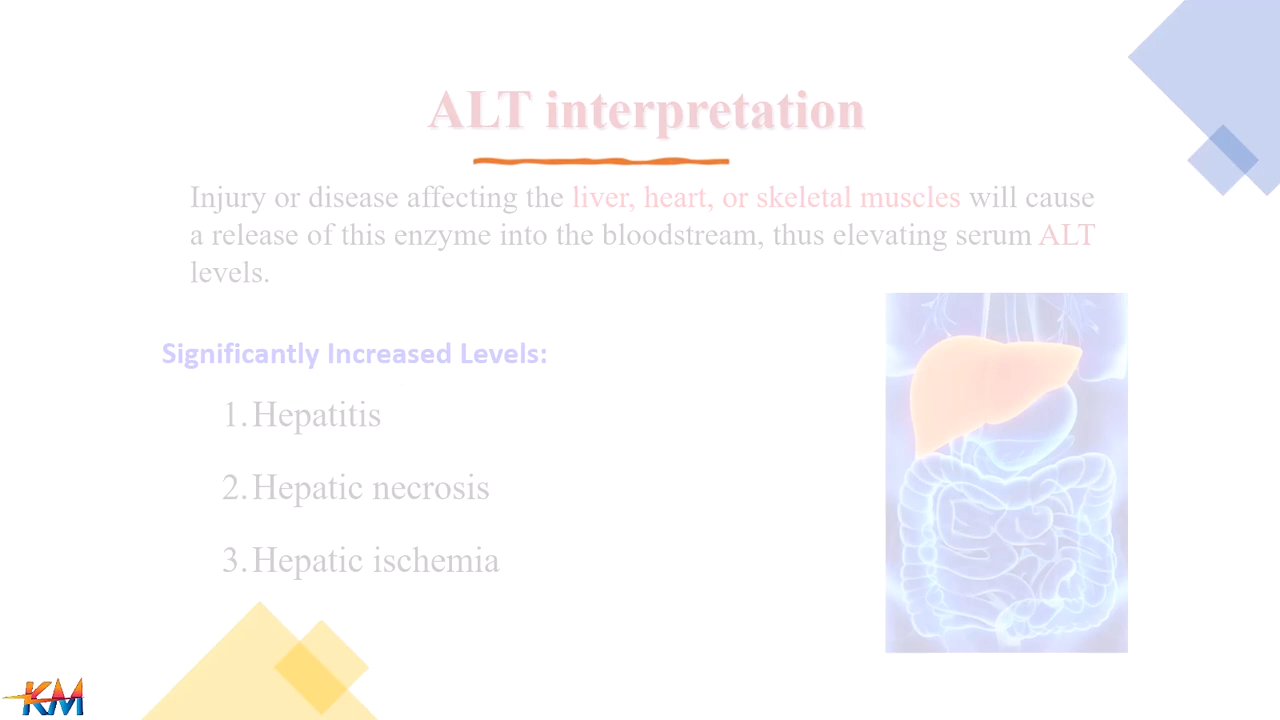 ALT interpretation
Injury or disease affecting the liver, heart, or skeletal muscles will cause
a release of this enzyme into the bloodstream, thus elevating serum ALT
levels.
Significantly Increased Levels:
1. Hepatitis
2. Hepatic necrosis
3. Hepatic ischemia
KM